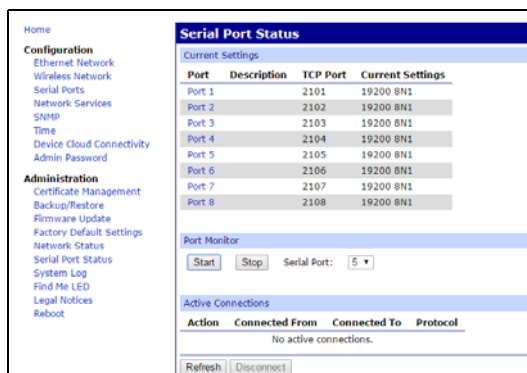 Home
Configuration
Ethernet Network
Wireless Network
Serial Ports
Network Services
SNMP
Time
Device Cloud Connectivity
Admin Password
Administration
Certificate Management
Backup/Restore
Firmware Update
Factory Default Settings
Network Status
Serial Port Status
System Log
Find Me LED
Legal Notices
Reboot
Serial Port Status
Current Settings
Port Description TCP Port Current Settings
Port 1 2101 19200 8N1
Port 2 2102 19200 8N1
Port 3 2103 19200 8N1
Port 4 2104 19200 8N1
Port 5 2105 19200 8N1
Port 6 2106 19200 8N1
Port 7 2107 19200 8N1
Port 8 2108 19200 8N1
Port Monitor
Start Stop Serial Port: 5
Active Connections
Action Connected From Connected To Protocol
No active connections.
Refresh Disconnect